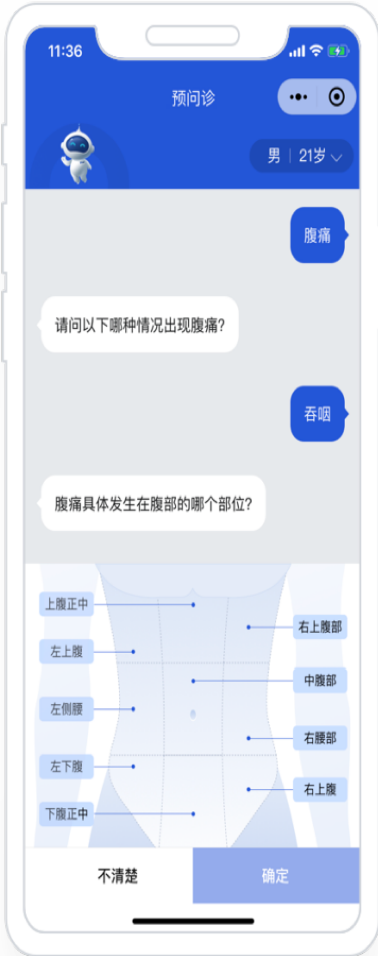 11:36
预问诊
男 | 21岁
腹痛
请问以下哪种情况出现腹痛?
吞咽
腹痛具体发生在腹部的哪个部位?
上腹正中
右上腹部
左上腹
中腹部
左侧腰
右腰部
左下腹
右上腹
下腹正中
不清楚
确定